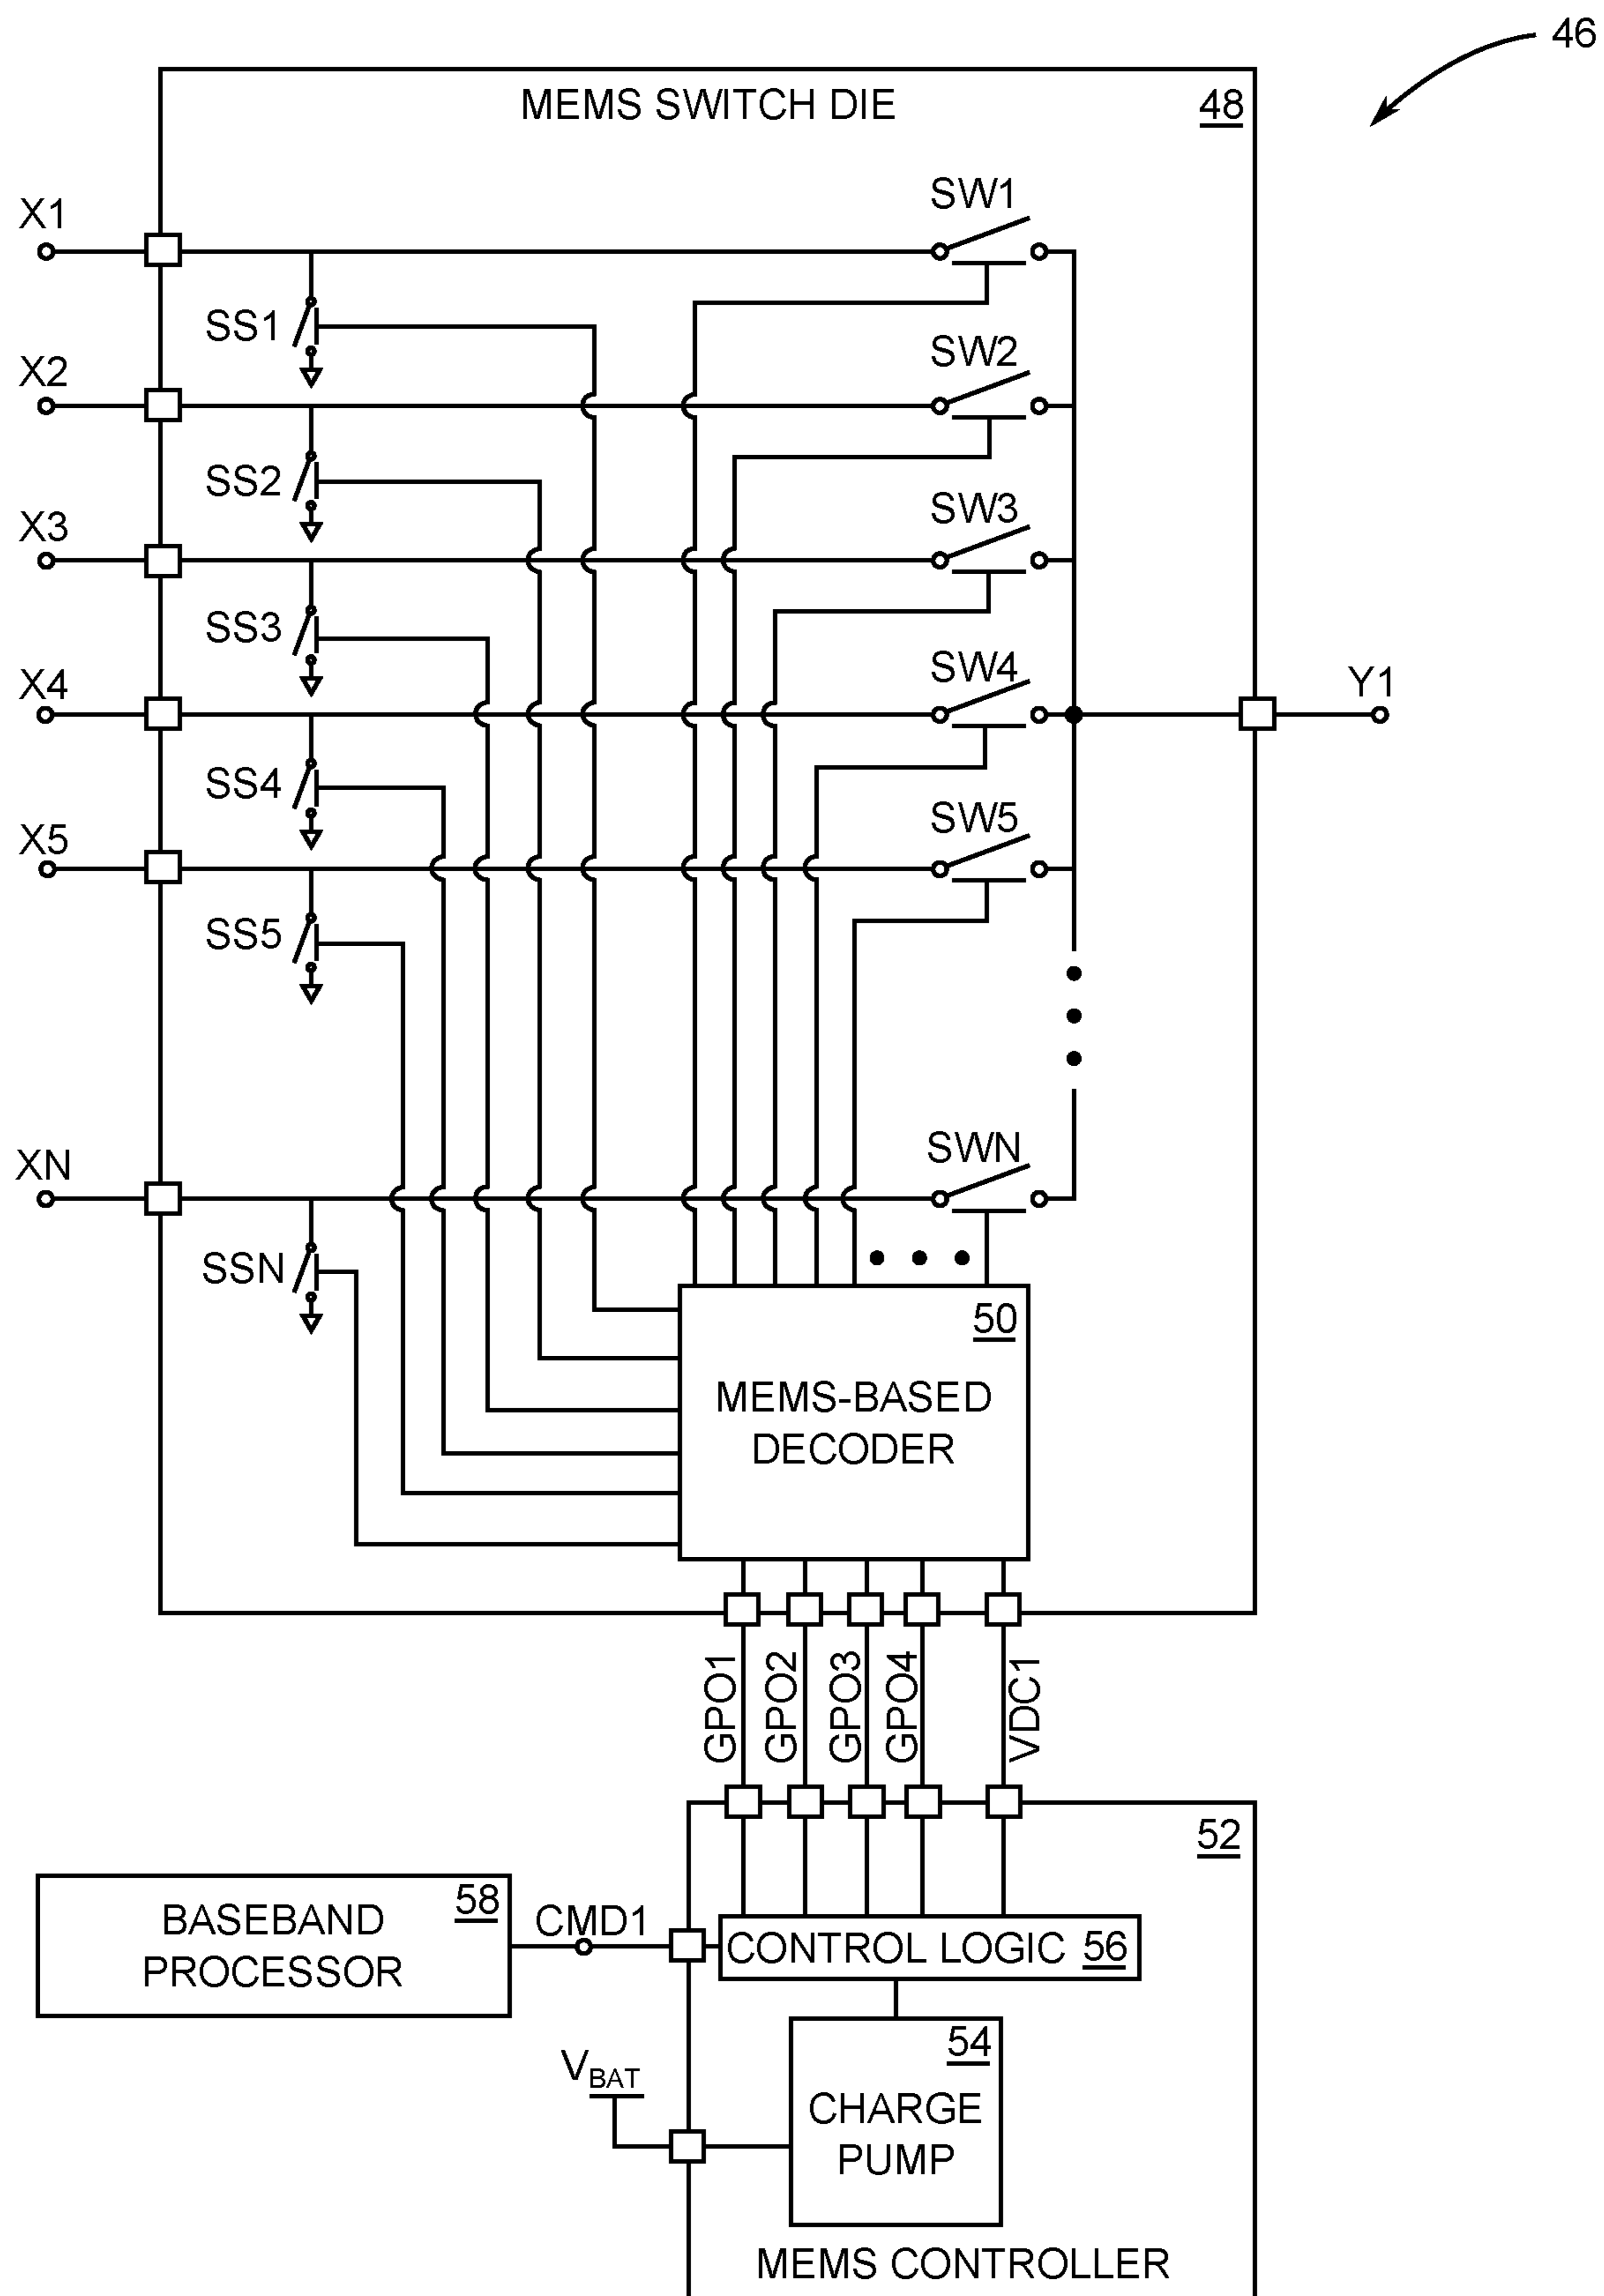 46
MEMS SWITCH DIE
48
SW1
X1
SS1
SW2
X2
SS2
SW3
X3
SS3
SW4
X4
Y1
SS4
SW5
X5
SS5
SWN
XN
SSN
50
MEMS-BASED
DECODER
GPO1
GPO2
GPO3
GPO4
VDC1
52
58
BASEBAND
PROCESSOR
CMD1
CONTROL LOGIC 56
54
VBAT
CHARGE
PUMP
MEMS CONTROLLER